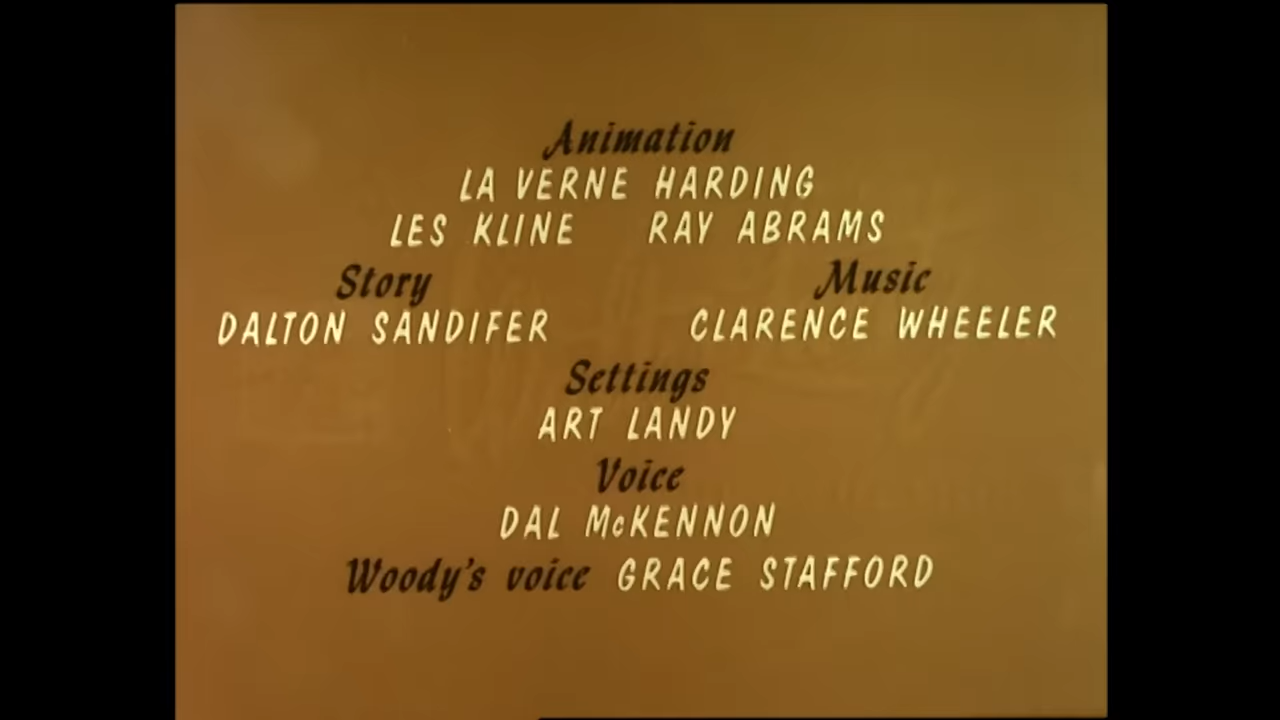 Animation
LA VERNE HARDING
LES KLINE RAY ABRAMS
Story Music
DALTON SANDIFER CLARENCE WHEELER
Settings
ART LANDY
Voice
DAL McKENNON
Woody's voice GRACE STAFFORD